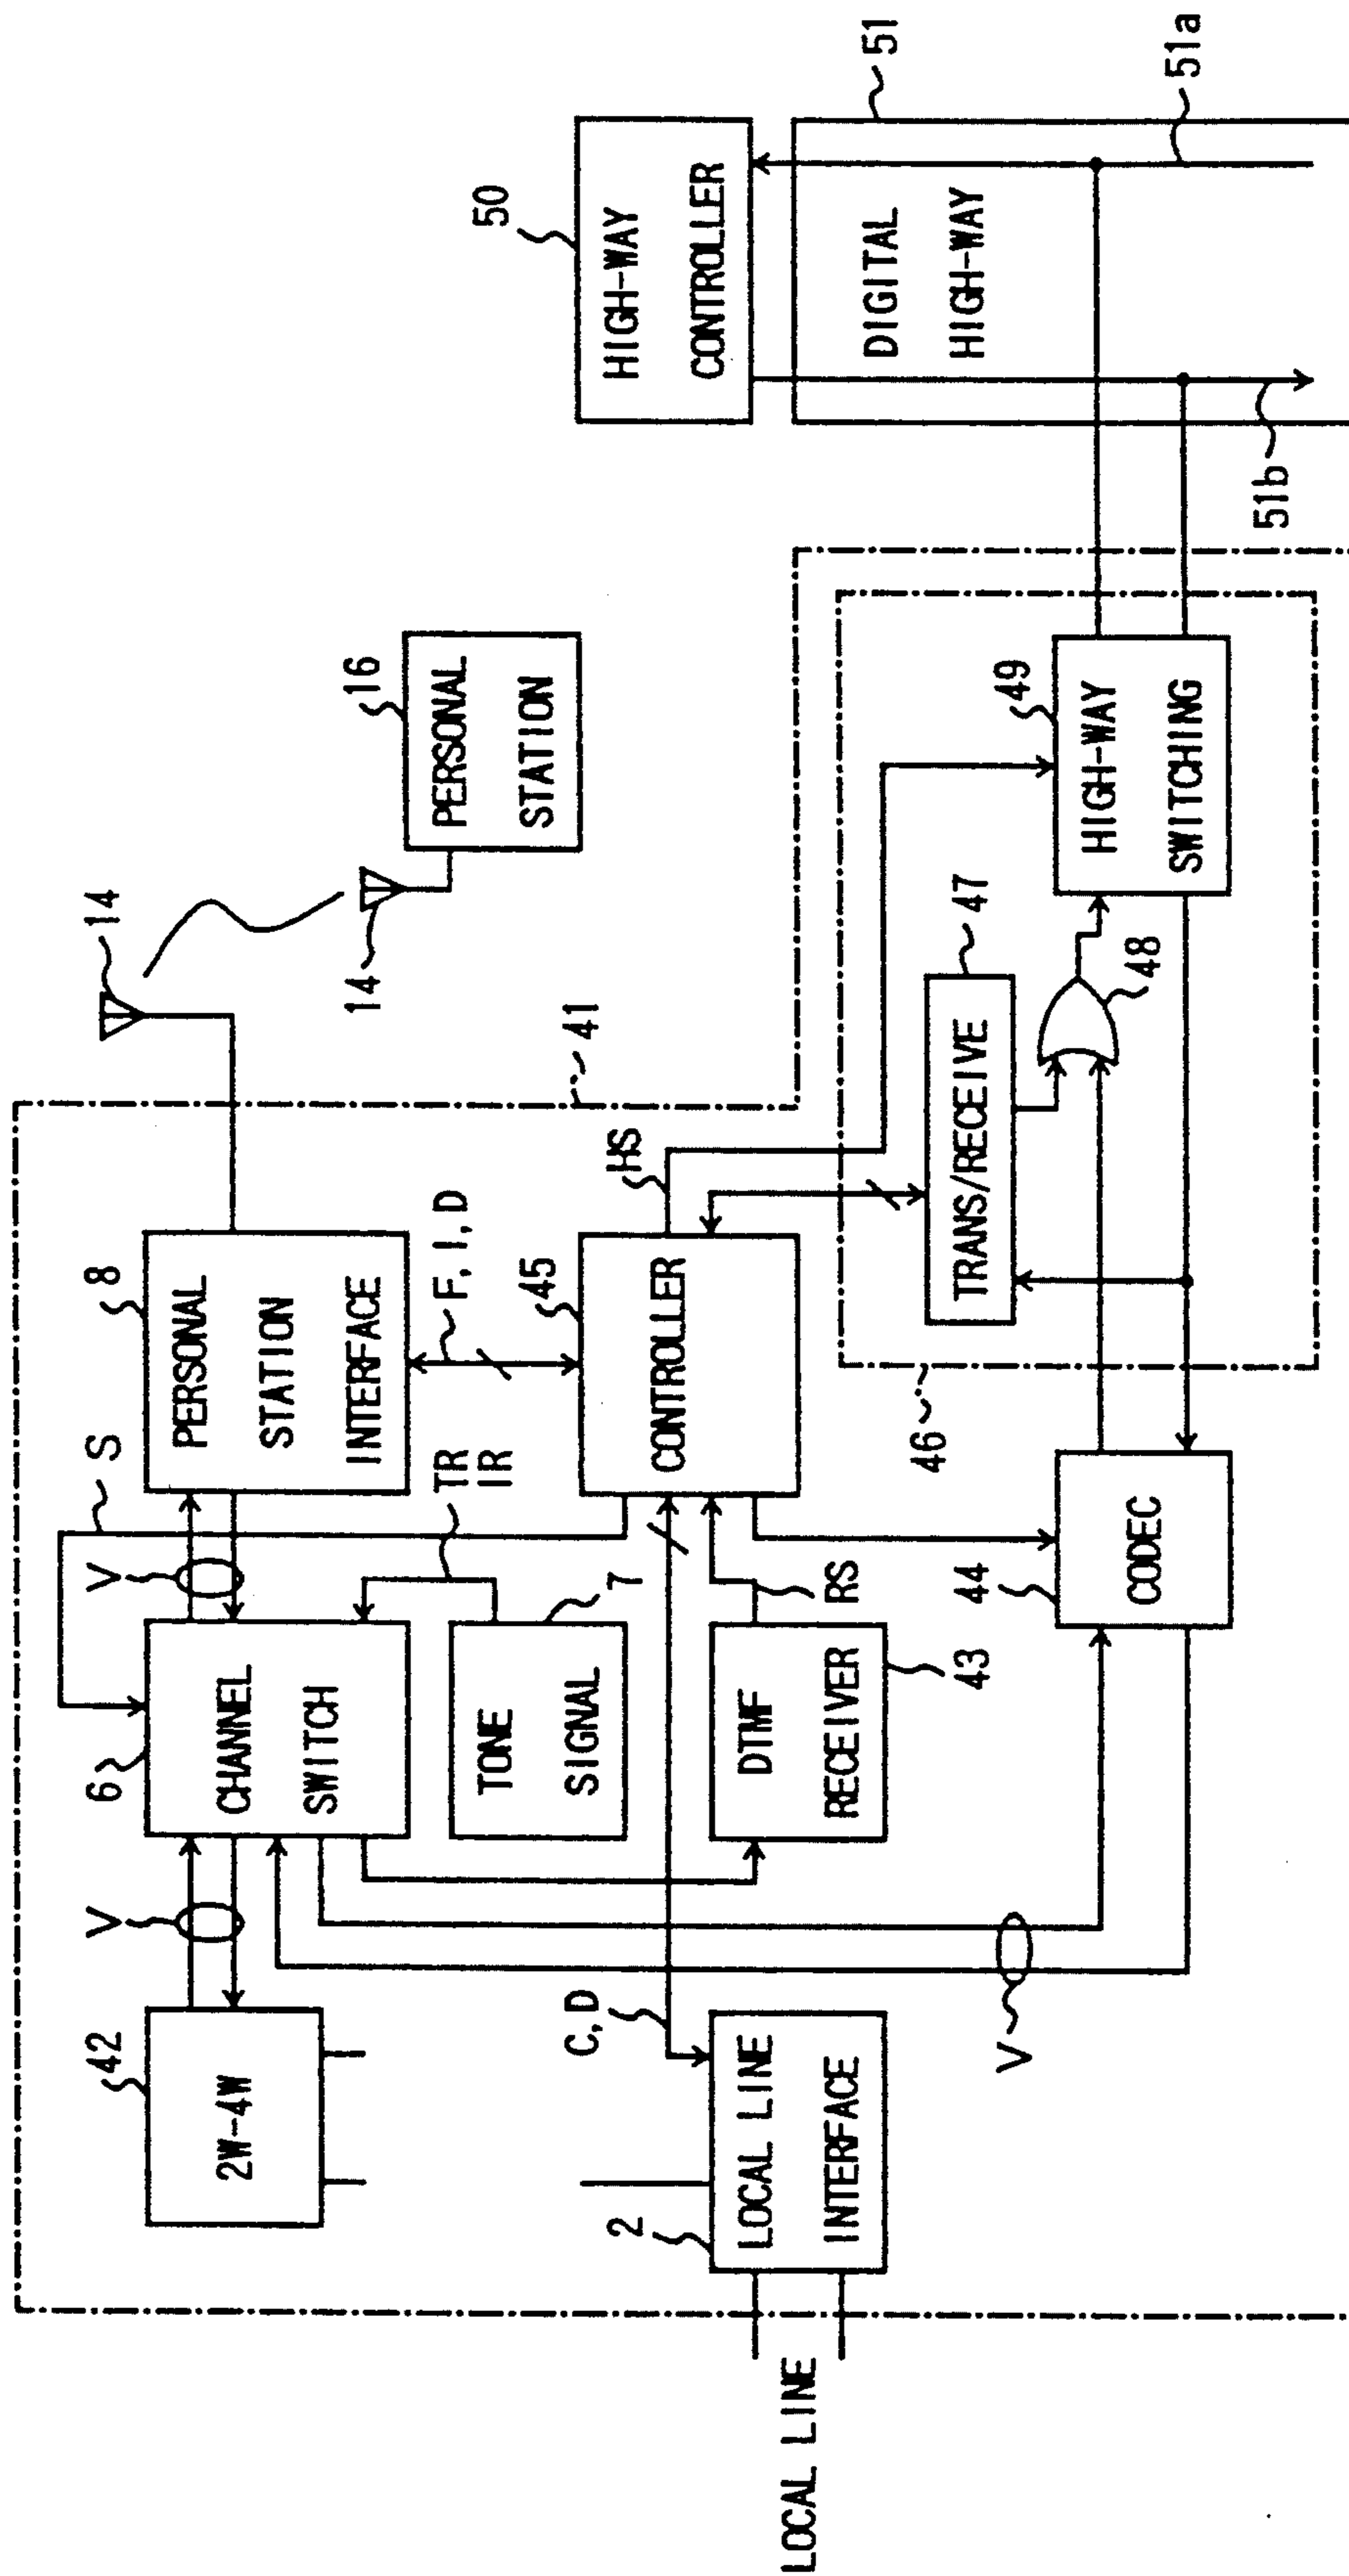 LOCAL LINE
2
LOCAL LINE
INTERFACE
C, D
42
2W-4W
V
6
CHANNEL
SWITCH
TONE
SIGNAL
7
DTMF
RECEIVER
43
V
V
S
8
PERSONAL
STATION
INTERFACE
TR
IR
F, I, D
45
CONTROLLER
RS
HS
44
CODEC
46
41
14
14
16
PERSONAL
STATION
TRANS/RECEIVE
47
48
49
HIGH-WAY
SWITCHING
50
HIGH-WAY
CONTROLLER
DIGITAL
HIGH-WAY
51
51a
51b